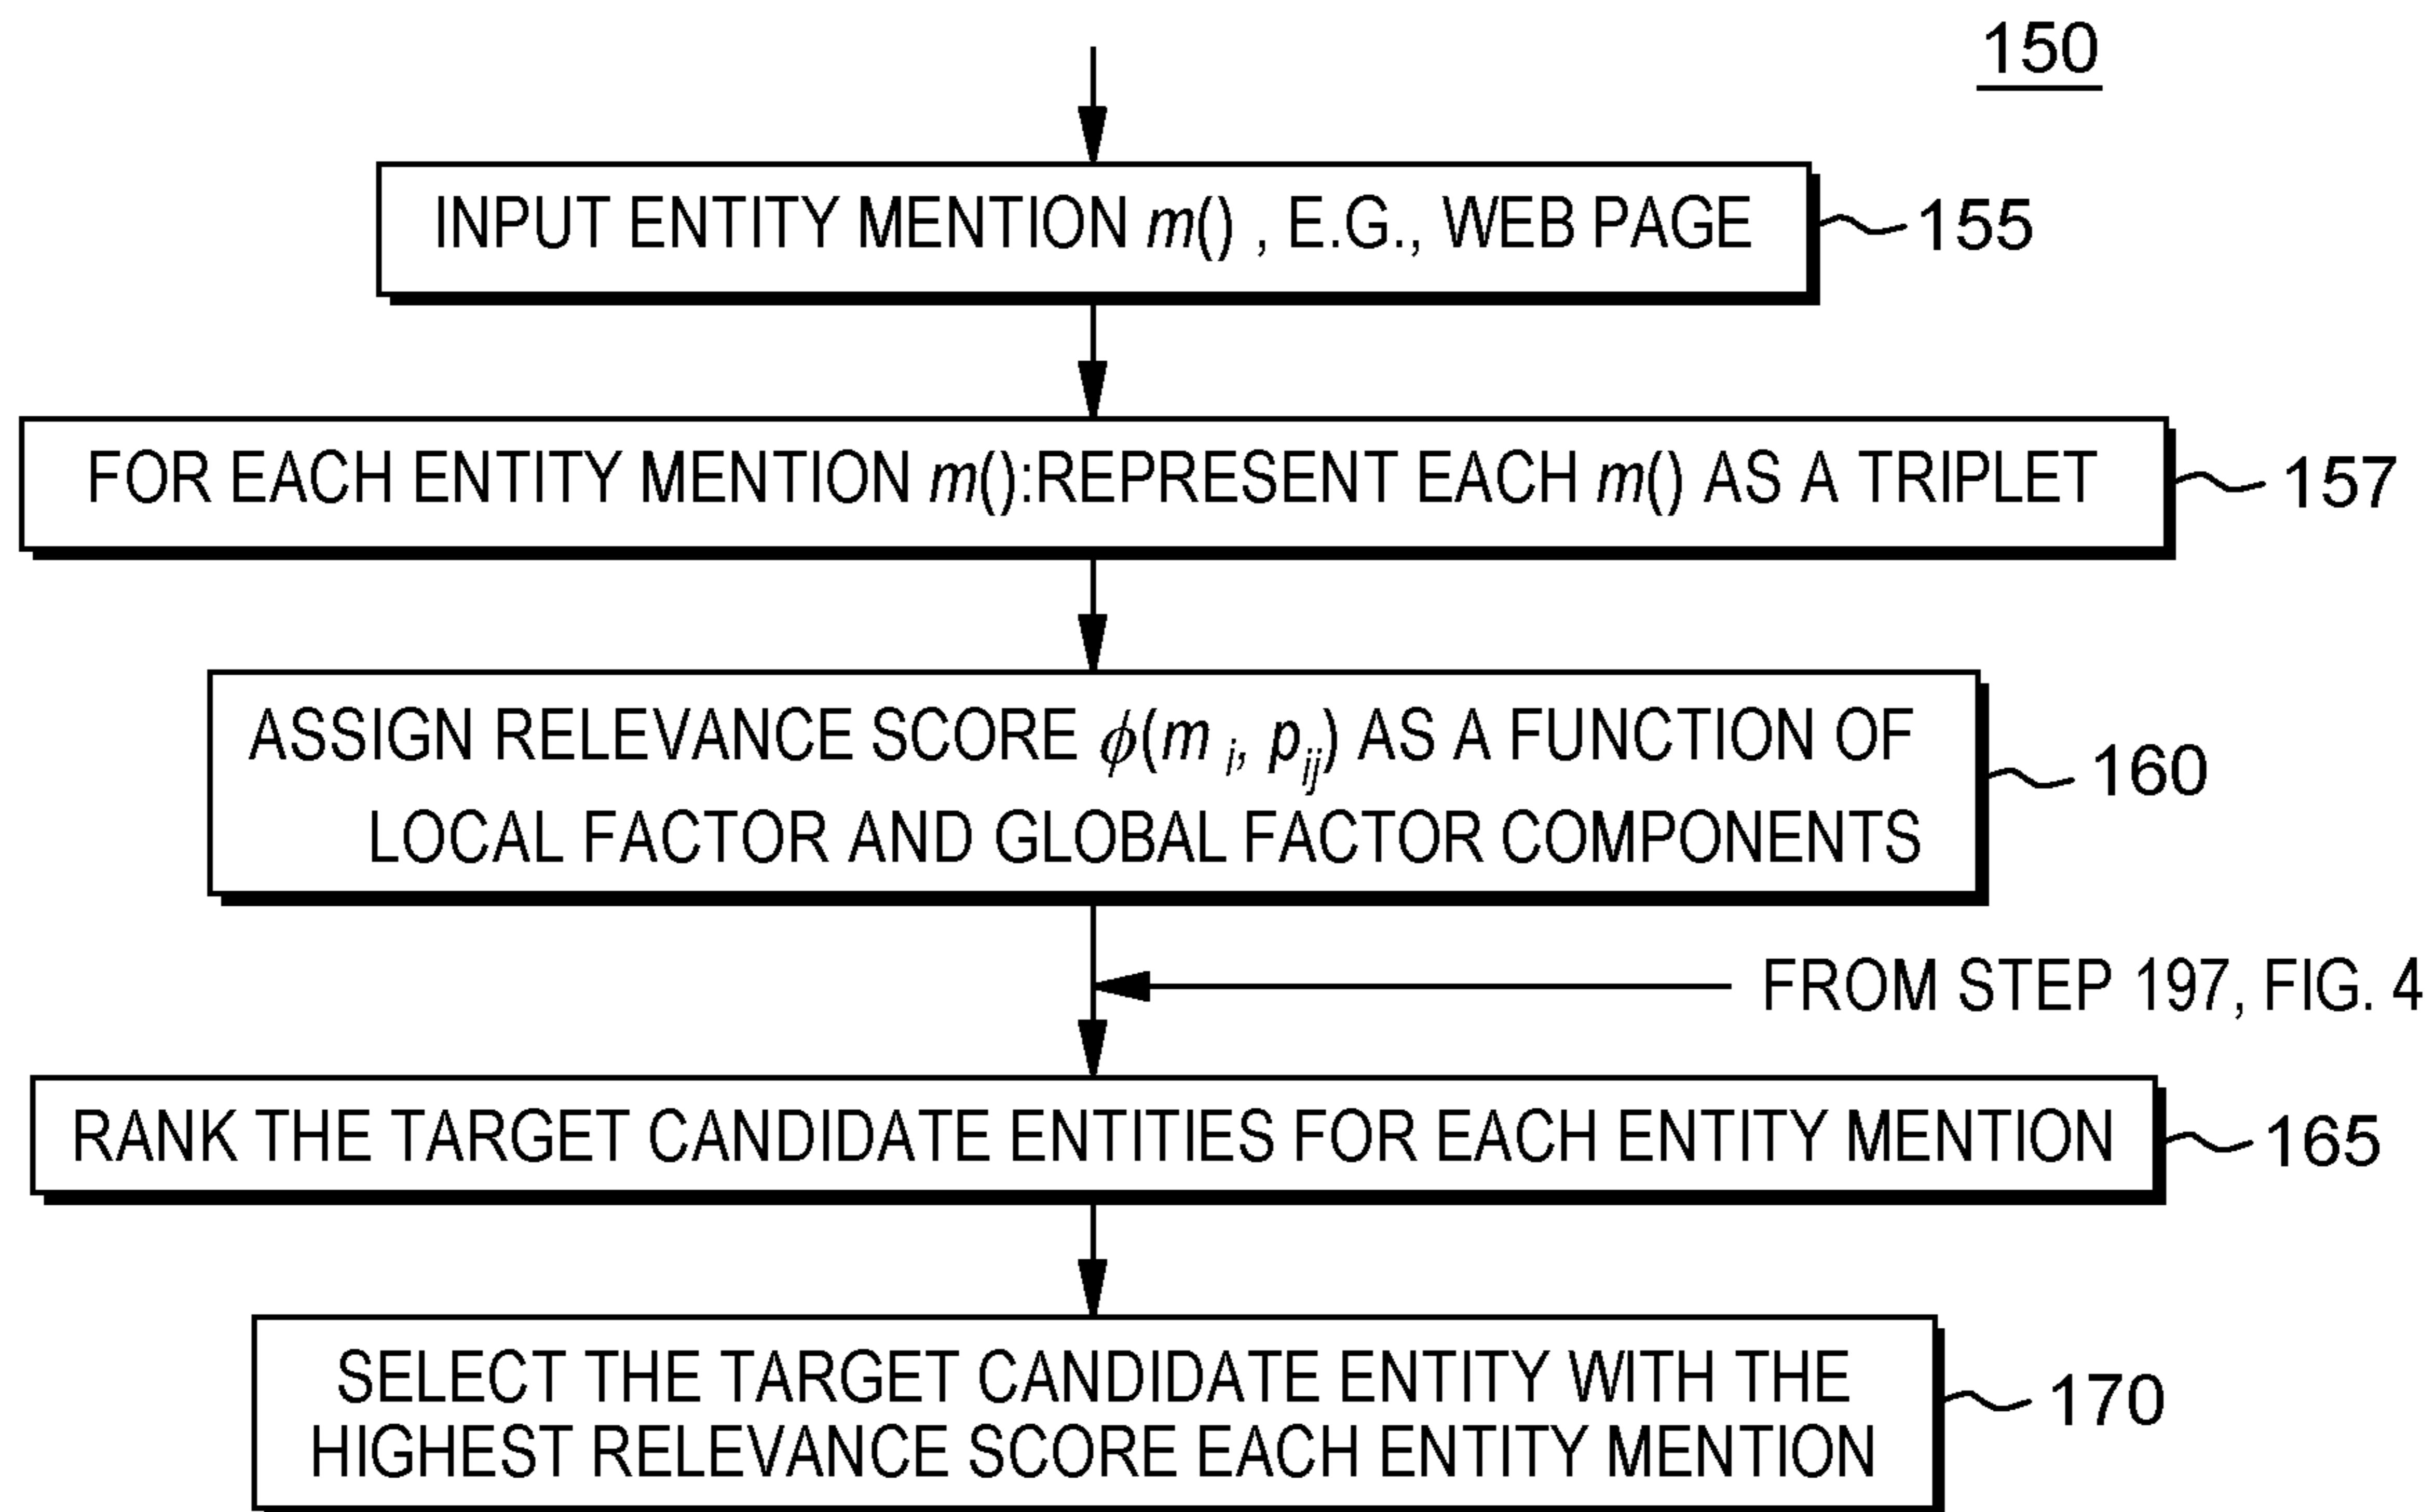 150
INPUT ENTITY MENTION m() , E.G., WEB PAGE
155
FOR EACH ENTITY MENTION m():REPRESENT EACH m() AS A TRIPLET
157
ASSIGN RELEVANCE SCORE ϕ(m i, pij) AS A FUNCTION OF
LOCAL FACTOR AND GLOBAL FACTOR COMPONENTS
160
FROM STEP 197, FIG. 4
RANK THE TARGET CANDIDATE ENTITIES FOR EACH ENTITY MENTION
165
SELECT THE TARGET CANDIDATE ENTITY WITH THE
HIGHEST RELEVANCE SCORE EACH ENTITY MENTION
170